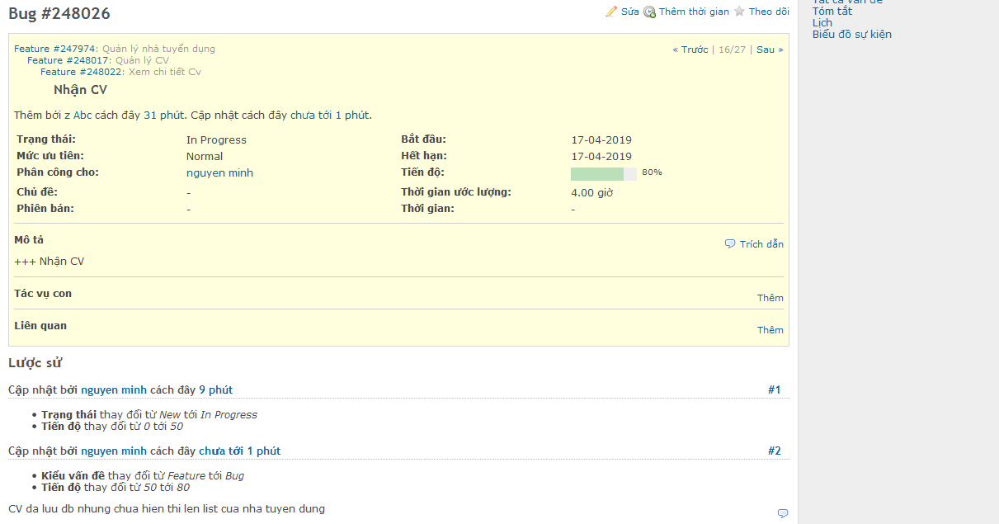 Bug #248026
Sửa Thêm thời gian Theo dõi
Feature #247974: Quản lý nhà tuyển dụng
« Trước | 16/27 | Sau »
Feature #248017: Quản lý CV
Feature #248022: Xem chi tiết Cv
Nhận CV
Thêm bởi z Abc cách đây 31 phút. Cập nhật cách đây chưa tới 1 phút.
Trạng thái: In Progress Bắt đầu: 17-04-2019
Mức ưu tiên: Normal Hết hạn: 17-04-2019
Phân công cho: nguyen minh Tiến độ: 80%
Chủ đề: - Thời gian ước lượng: 4.00 giờ
Phiên bản: - Thời gian: -
Mô tả
Trích dẫn
+++ Nhận CV
Tác vụ con
Thêm
Liên quan
Thêm
Lược sử
Cập nhật bởi nguyen minh cách đây 9 phút #1
• Trạng thái thay đổi từ New tới In Progress
• Tiến độ thay đổi từ 0 tới 50
Cập nhật bởi nguyen minh cách đây chưa tới 1 phút #2
• Kiểu vấn đề thay đổi từ Feature tới Bug
• Tiến độ thay đổi từ 50 tới 80
CV da luu db nhung chua hien thi len list cua nha tuyen dung
Tất cả vấn đề
Tóm tắt
Lịch
Biểu đồ sự kiện